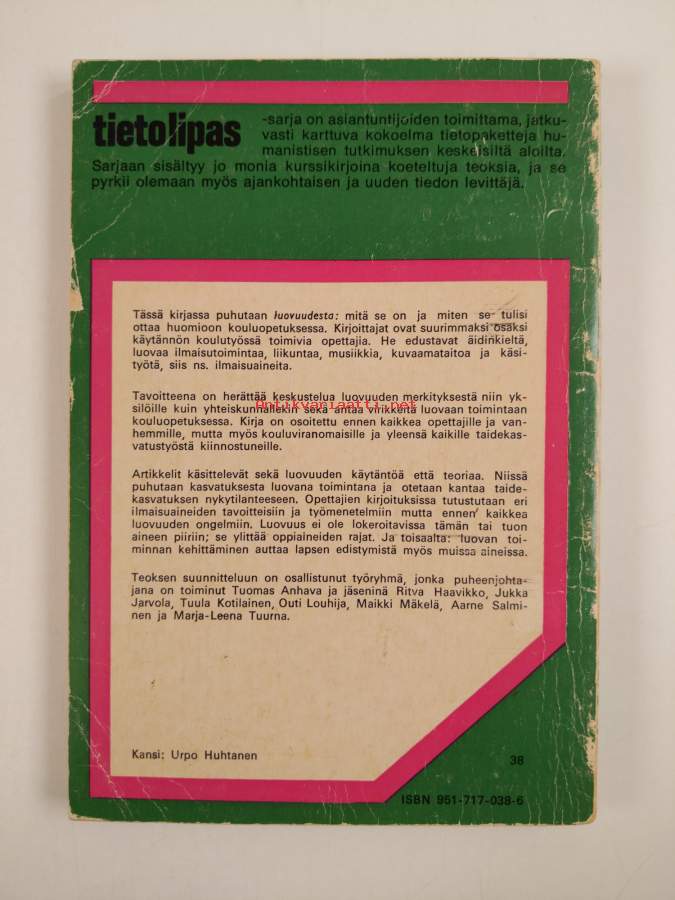 tietolipas -sarja on asiantuntijoiden toimittama, jatku-
vasti karttuva kokoelma tietopaketteja hu-
manistisen tutkimuksen keskeisiltä aloilta.
Sarjaan sisältyy jo monia kurssikirjoina koeteltuja teoksia, ja se
pyrkii olemaan myös ajankohtaisen ja uuden tiedon levittäjä.
Tässä kirjassa puhutaan luovuudesta: mitä se on ja miten se tulisi
ottaa huomioon kouluopetuksessa. Kirjoittajat ovat suurimmaksi osaksi
käytännön koulutyössä toimivia opettajia. He edustavat äidinkieltä,
luovaa ilmaisutoimintaa, liikuntaa, musiikkia, kuvaamataitoa ja käsi-
työtä, siis ns. ilmaisuaineita.
Tavoitteena on herättää keskustelua luovuuden merkityksestä niin yk-
silöille kuin yhteiskunnallekin sekä antaa virikkeitä luovaan toimintaan
Antikvariaatti.net
kouluopetuksessa. Kirja on osoitettu ennen kaikkea opettajille ja van-
hemmille, mutta myös kouluviranomaisille ja yleensä kaikille taidekas-
vatustyöstä kiinnostuneille.
Artikkelit käsittelevät sekä luovuuden käytäntöä että teoriaa. Niissä
puhutaan kasvatuksesta luovana toimintana ja otetaan kantaa taide-
kasvatuksen nykytilanteeseen. Opettajien kirjoituksissa tutustutaan eri
ilmaisuaineiden tavoitteisiin ja työmenetelmiin mutta ennen kaikkea
luovuuden ongelmiin. Luovuus ei ole lokeroitavissa tämän tai tuon
aineen piiriin; se ylittää oppiaineiden rajat. Ja toisaalta: luovan toi-
minnan kehittäminen auttaa lapsen edistymistä myös muissa aineissa.
Teoksen suunnitteluun on osallistunut työryhmä, jonka puheenjohta-
jana on toiminut Tuomas Anhava ja jäseninä Ritva Haavikko, Jukka
Jarvola, Tuula Kotilainen, Outi Louhija, Maikki Mäkelä, Aarne Salmi-
nen ja Marja-Leena Tuurna.
Kansi: Urpo Huhtanen
38
ISBN 951-717-038-6